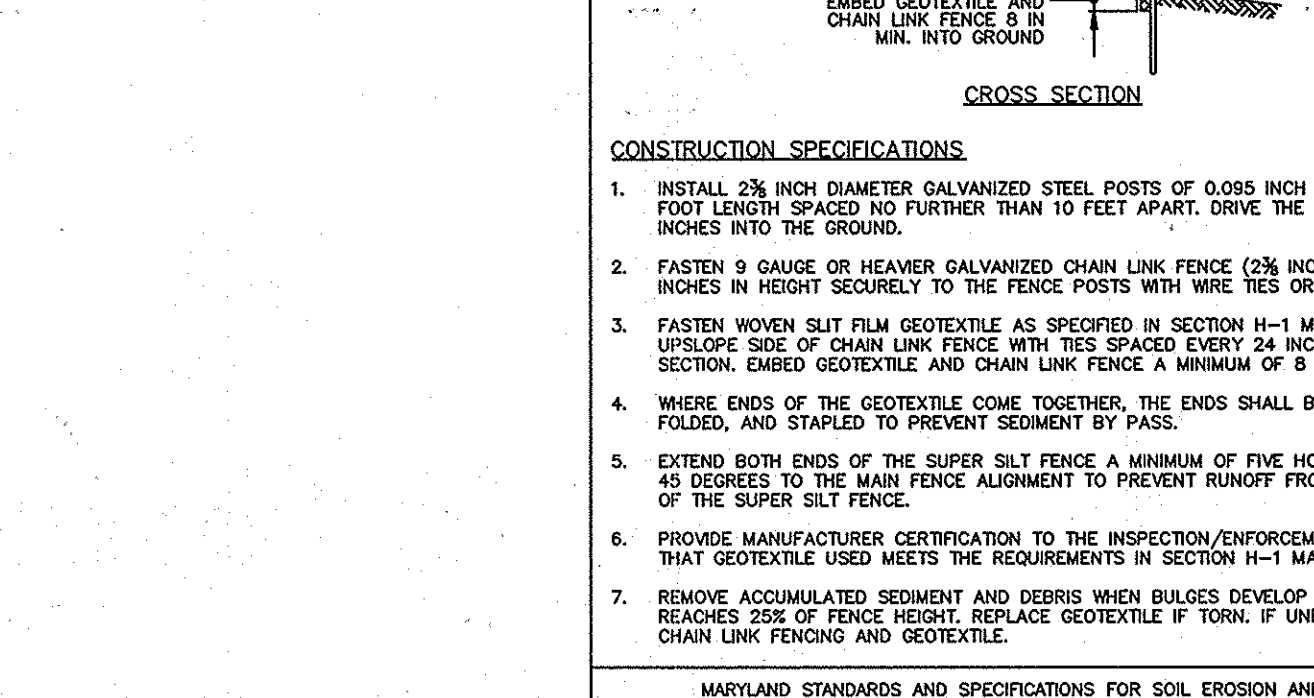 EMBED GEOTEXTILE AND
CHAIN LINK FENCE 8 IN
MIN. INTO GROUND
CROSS SECTION
CONSTRUCTION SPECIFICATIONS
1. INSTALL 2⅜ INCH DIAMETER GALVANIZED STEEL POSTS OF 0.095 INCH
FOOT LENGTH SPACED NO FURTHER THAN 10 FEET APART. DRIVE THE
INCHES INTO THE GROUND.
2. FASTEN 9 GAUGE OR HEAVIER GALVANIZED CHAIN LINK FENCE (2⅜ INC
INCHES IN HEIGHT SECURELY TO THE FENCE POSTS WITH WIRE TIES OR
3. FASTEN WOVEN SLIT FILM GEOTEXTILE AS SPECIFIED IN SECTION H-1 M
UPSLOPE SIDE OF CHAIN LINK FENCE WITH TIES SPACED EVERY 24 INC
SECTION. EMBED GEOTEXTILE AND CHAIN LINK FENCE A MINIMUM OF 8
4. WHERE ENDS OF THE GEOTEXTILE COME TOGETHER, THE ENDS SHALL B
FOLDED, AND STAPLED TO PREVENT SEDIMENT BY PASS.
5. EXTEND BOTH ENDS OF THE SUPER SILT FENCE A MINIMUM OF FIVE HO
45 DEGREES TO THE MAIN FENCE ALIGNMENT TO PREVENT RUNOFF FRO
OF THE SUPER SILT FENCE.
6. PROVIDE MANUFACTURER CERTIFICATION TO THE INSPECTION/ENFORCEM
THAT GEOTEXTILE USED MEETS THE REQUIREMENTS IN SECTION H-1 MA
7. REMOVE ACCUMULATED SEDIMENT AND DEBRIS WHEN BULGES DEVELOP
REACHES 25% OF FENCE HEIGHT. REPLACE GEOTEXTILE IF TORN. IF UN
CHAIN LINK FENCING AND GEOTEXTILE.
MARYLAND STANDARDS AND SPECIFICATIONS FOR SOIL EROSION AN